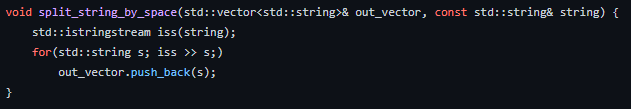 void split_string_by_space(std::vector<std::string>& out_vector, const std::string& string) {
    std::istringstream iss(string);
    for(std::string s; iss >> s;)
        out_vector.push_back(s);
}